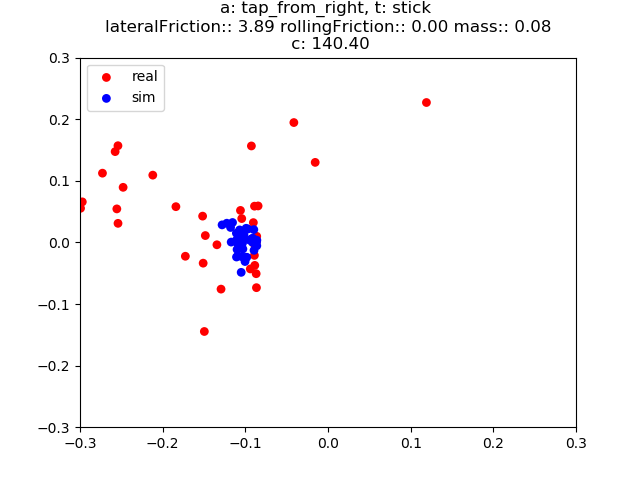 a: tap_from_right, t: stick
lateralFriction:: 3.89 rollingFriction:: 0.00 mass:: 0.08
c: 140.40
real
sim
0.3
0.2
0.1
0.0
−0.1
−0.2
−0.3
−0.3 −0.2 −0.1 0.0 0.1 0.2 0.3